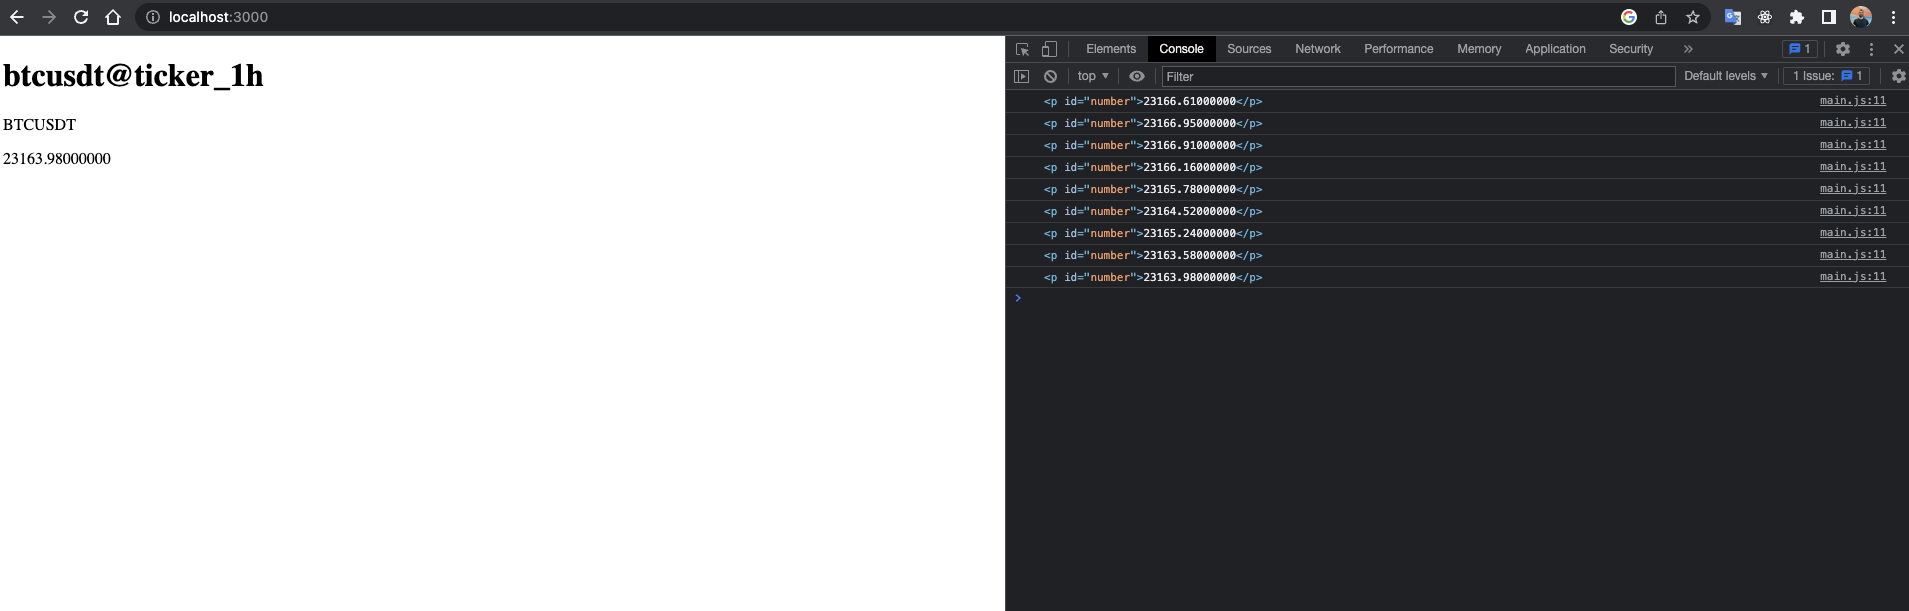 localhost:3000
btcusdt@ticker_1h
BTCUSDT
23163.98000000
Elements Console Sources Network Performance Memory Application Security » 1
top Filter Default levels 1 Issue: 1
<p id="number">23166.61000000</p> main.js:11
<p id="number">23166.95000000</p> main.js:11
<p id="number">23166.91000000</p> main.js:11
<p id="number">23166.16000000</p> main.js:11
<p id="number">23165.78000000</p> main.js:11
<p id="number">23164.52000000</p> main.js:11
<p id="number">23165.24000000</p> main.js:11
<p id="number">23163.58000000</p> main.js:11
<p id="number">23163.98000000</p> main.js:11
>